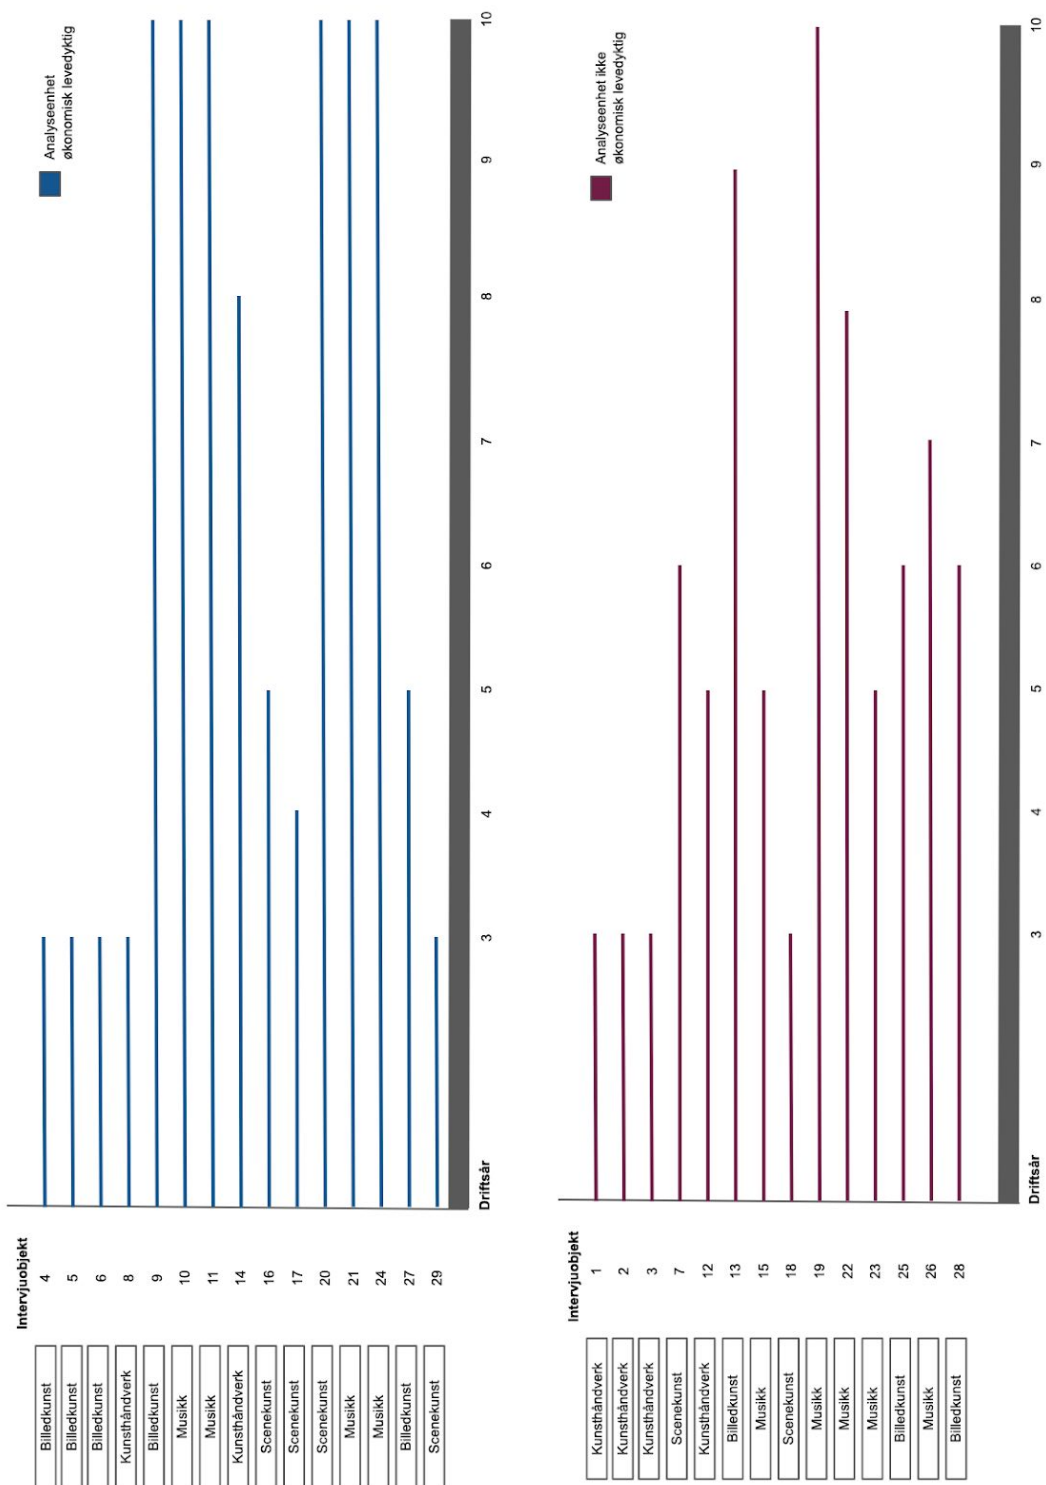 Analyseenhet
økonomisk levedyktig
Intervjuobjekt
Billedkunst 4
Billedkunst 5
Billedkunst 6
Kunsthåndverk 8
Billedkunst 9
Musikk 10
Musikk 11
Kunsthåndverk 14
Scenekunst 16
Scenekunst 17
Scenekunst 20
Musikk 21
Musikk 24
Billedkunst 27
Scenekunst 29
Driftsår 3 4 5 6 7 8 9 10
Analyseenhet ikke
økonomisk levedyktig
Intervjuobjekt
Kunsthåndverk 1
Kunsthåndverk 2
Kunsthåndverk 3
Scenekunst 7
Kunsthåndverk 12
Billedkunst 13
Musikk 15
Scenekunst 18
Musikk 19
Musikk 22
Musikk 23
Billedkunst 25
Musikk 26
Billedkunst 28
Driftsår 3 4 5 6 7 8 9 10